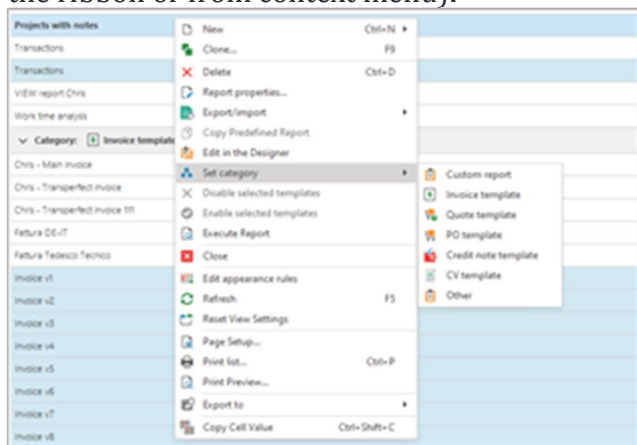 the ribbon or from context menu).
Projects with notes
Transactions
Transactions
VIEW report Chris
Work time analysis
Category: Invoice template
Chris - Main invoice
Chris - Transperfect invoice
Chris - Transperfect invoice 111
Fattura DE-IT
Fattura Tedesco Tecnico
Invoice v1
Invoice v2
Invoice v3
Invoice v4
Invoice v5
Invoice v6
Invoice v7
Invoice v8
New Ctrl+N
Clone... F9
Delete Ctrl+D
Report properties...
Export/import
Copy Predefined Report
Edit in the Designer
Set category
Disable selected templates
Enable selected templates
Execute Report
Close
Edit appearance rules
Refresh F5
Reset View Settings
Page Setup...
Print list... Ctrl+P
Print Preview...
Export to
Copy Cell Value Ctrl+Shift+C
Custom report
Invoice template
Quote template
PO template
Credit note template
CV template
Other